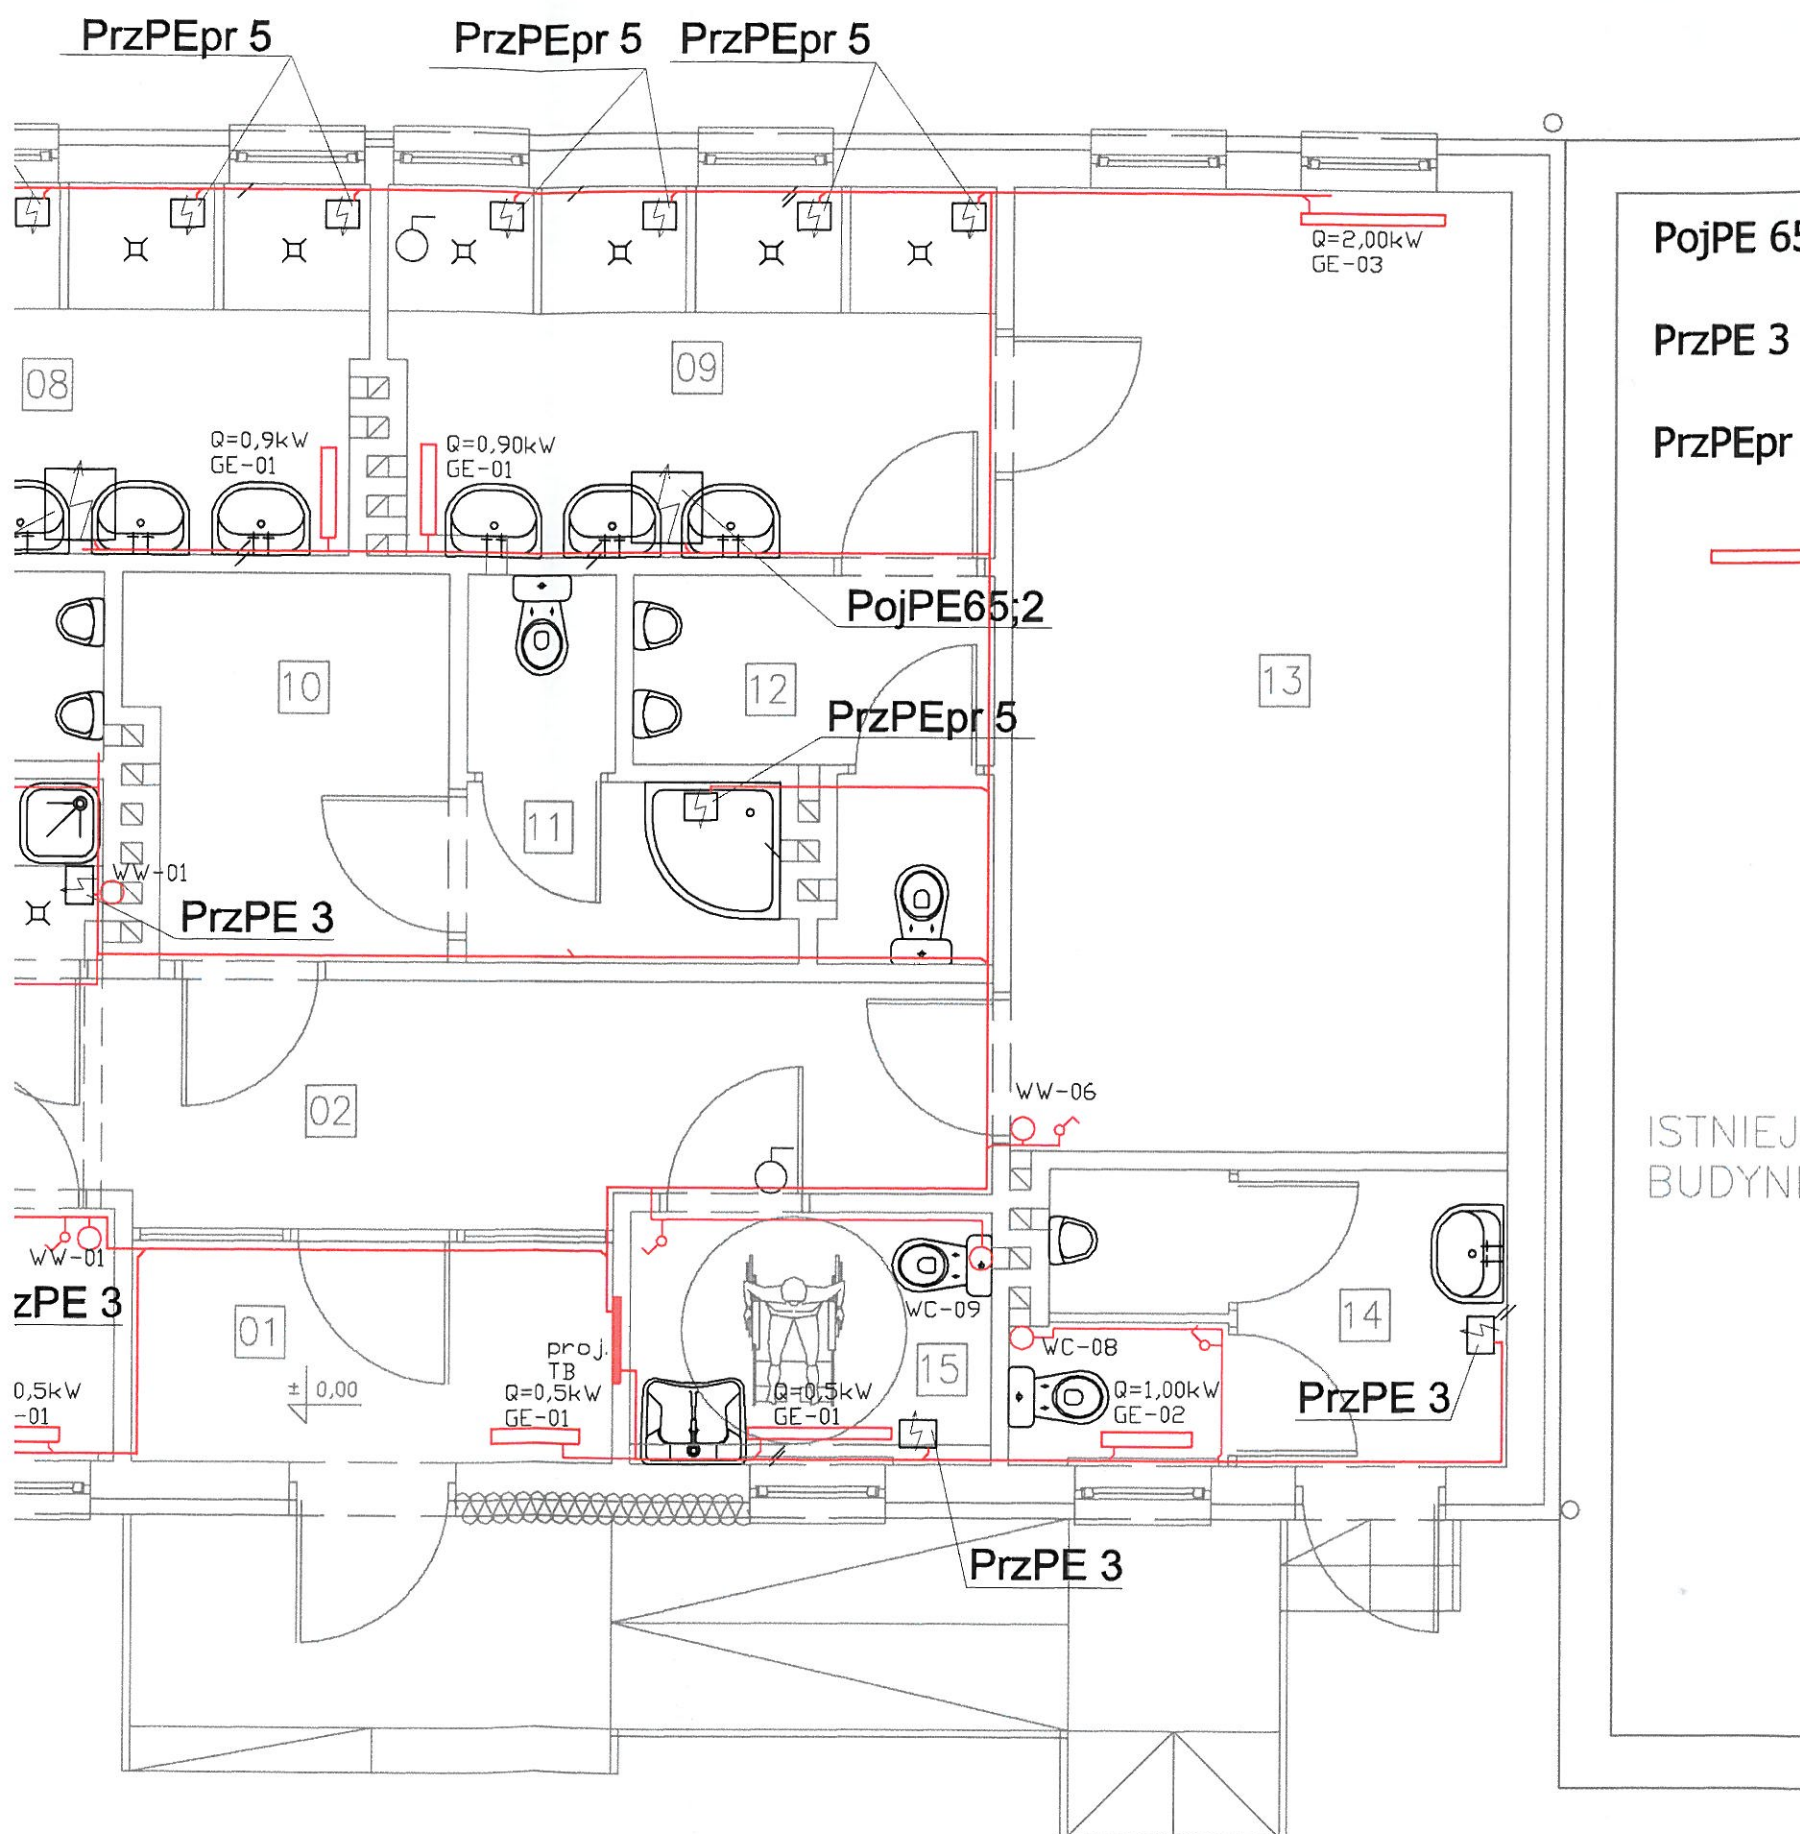 PrzPEpr 5
PrzPEpr 5
PrzPEpr 5
Q=2,00kW
GE-03
PojPE 65
PrzPE 3
PrzPEpr
08
09
Q=0,9kW
GE-01
Q=0,90kW
GE-01
PojPE65;2
10
12
13
PrzPEpr 5
11
WW-01
PrzPE 3
02
WW-06
ISTNIEJ
BUDYN
WW-01
zPE 3
01
± 0,00
proj.
TB
Q=0,5kW
GE-01
WC-09
15
Q=0,5kW
GE-01
WC-08
14
Q=1,00kW
GE-02
PrzPE 3
0,5kW
-01
PrzPE 3